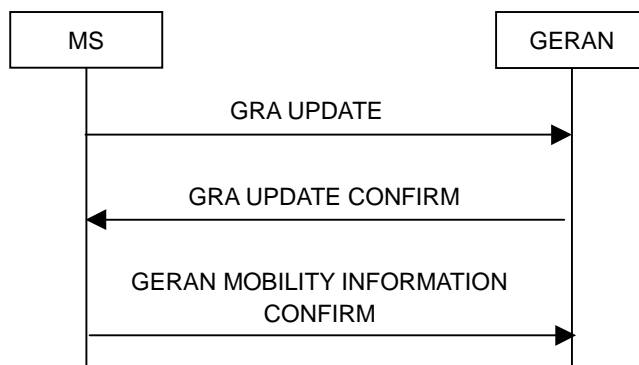 MS
GERAN
GRA UPDATE
GRA UPDATE CONFIRM
GERAN MOBILITY INFORMATION
CONFIRM